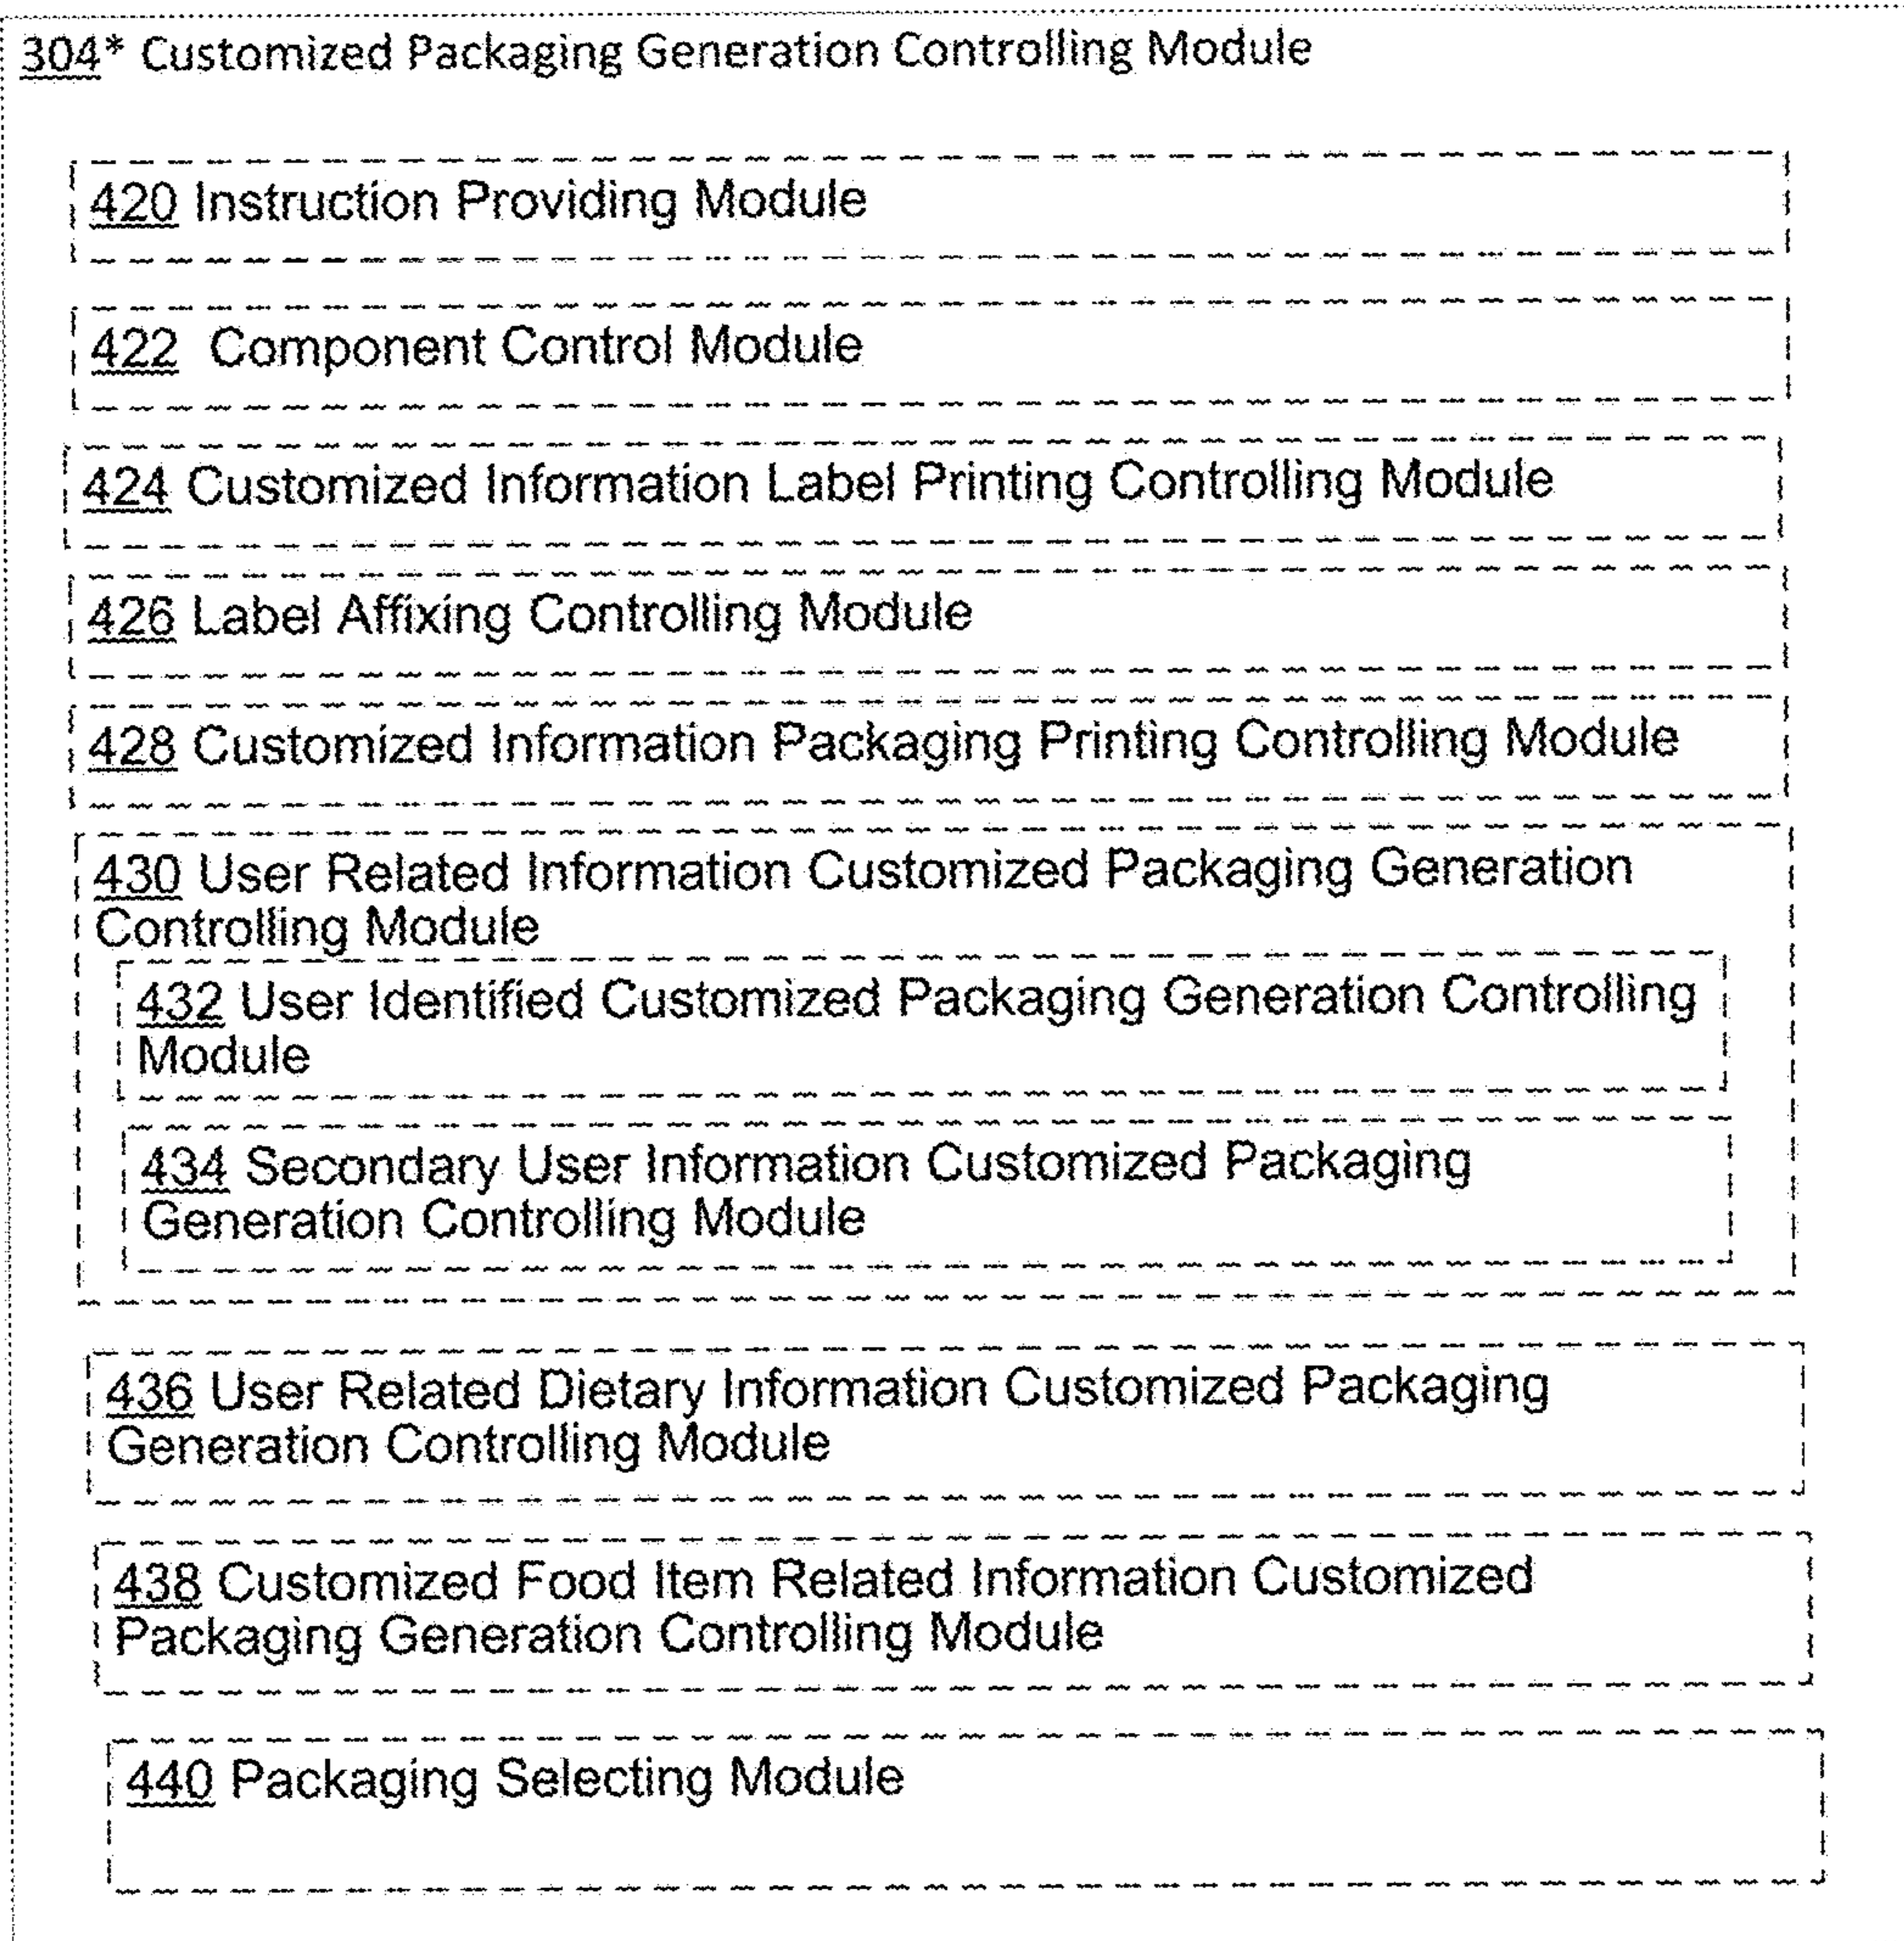 304* Customized Packaging Generation Controlling Module
420 Instruction Providing Module
422 Component Control Module
424 Customized Information Label Printing Controlling Module
426 Label Affixing Controlling Module
428 Customized Information Packaging Printing Controlling Module
430 User Related Information Customized Packaging Generation
Controlling Module
432 User Identified Customized Packaging Generation Controlling
Module
434 Secondary User Information Customized Packaging
Generation Controlling Module
436 User Related Dietary Information Customized Packaging
Generation Controlling Module
438 Customized Food Item Related Information Customized
Packaging Generation Controlling Module
440 Packaging Selecting Module